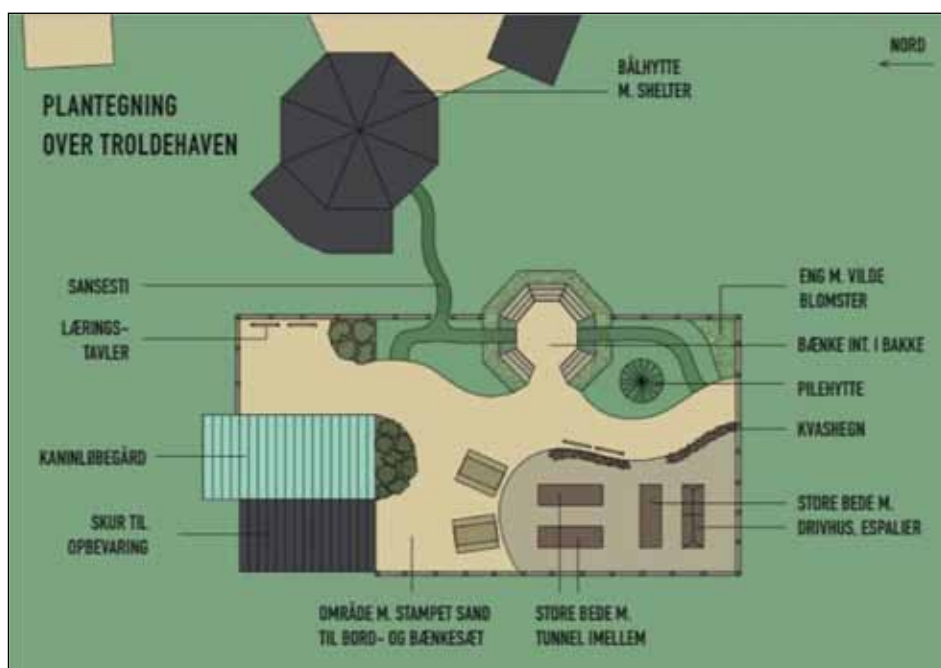 PLANTEGNING
OVER TROLDEHAVEN
BÅLHYTTE
M. SHELTER
NORD
SANSESTI
LÆRINGS-
TAVLER
KANINLØBEGÅRD
SKUR TIL
OPBEVARING
ENG M. VILDE
BLOMSTER
BÆNKE INT. I BAKKE
PILEHYTTE
KVASHEGN
STORE BEDE M.
DRIVHUS, ESPALIER
OMRÅDE M. STAMPET SAND
TIL BORD- OG BÆNKESÆT
STORE BEDE M.
TUNNEL IMELLEM